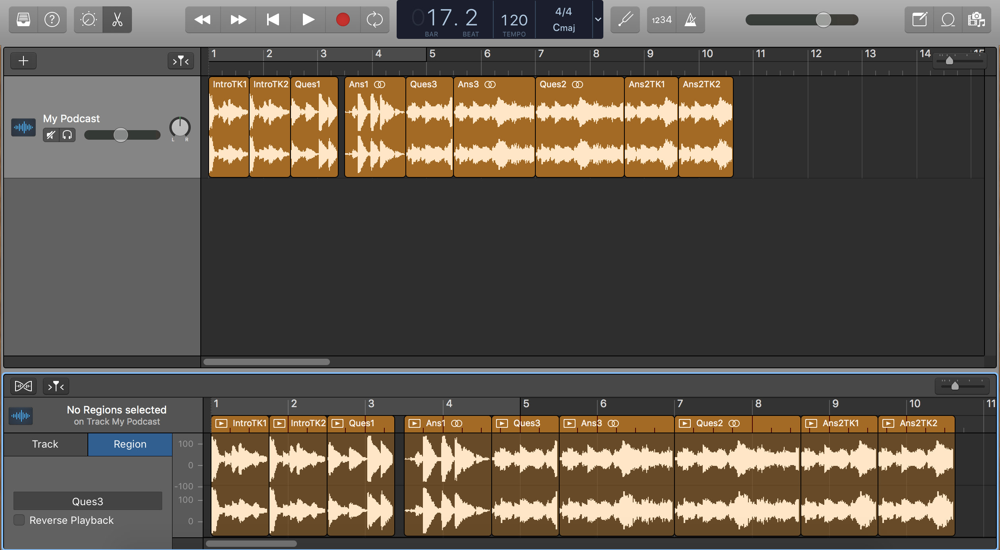 ?
017. 2
BAR BEAT
120
TEMPO
4/4
Cmaj
1234
1 2 3 4 5 6 7 8 9 10 11 12 13 14 15
IntroTK1 IntroTK2 Ques1 Ans1 Ques3 Ans3 Ques2 Ans2TK1 Ans2TK2
My Podcast
L R
1 2 3 4 5 6 7 8 9 10 11
No Regions selected
on Track My Podcast
IntroTK1 IntroTK2 Ques1 Ans1 Ques3 Ans3 Ques2 Ans2TK1 Ans2TK2
Track Region
100
0
-100
100
0
Ques3
Reverse Playback